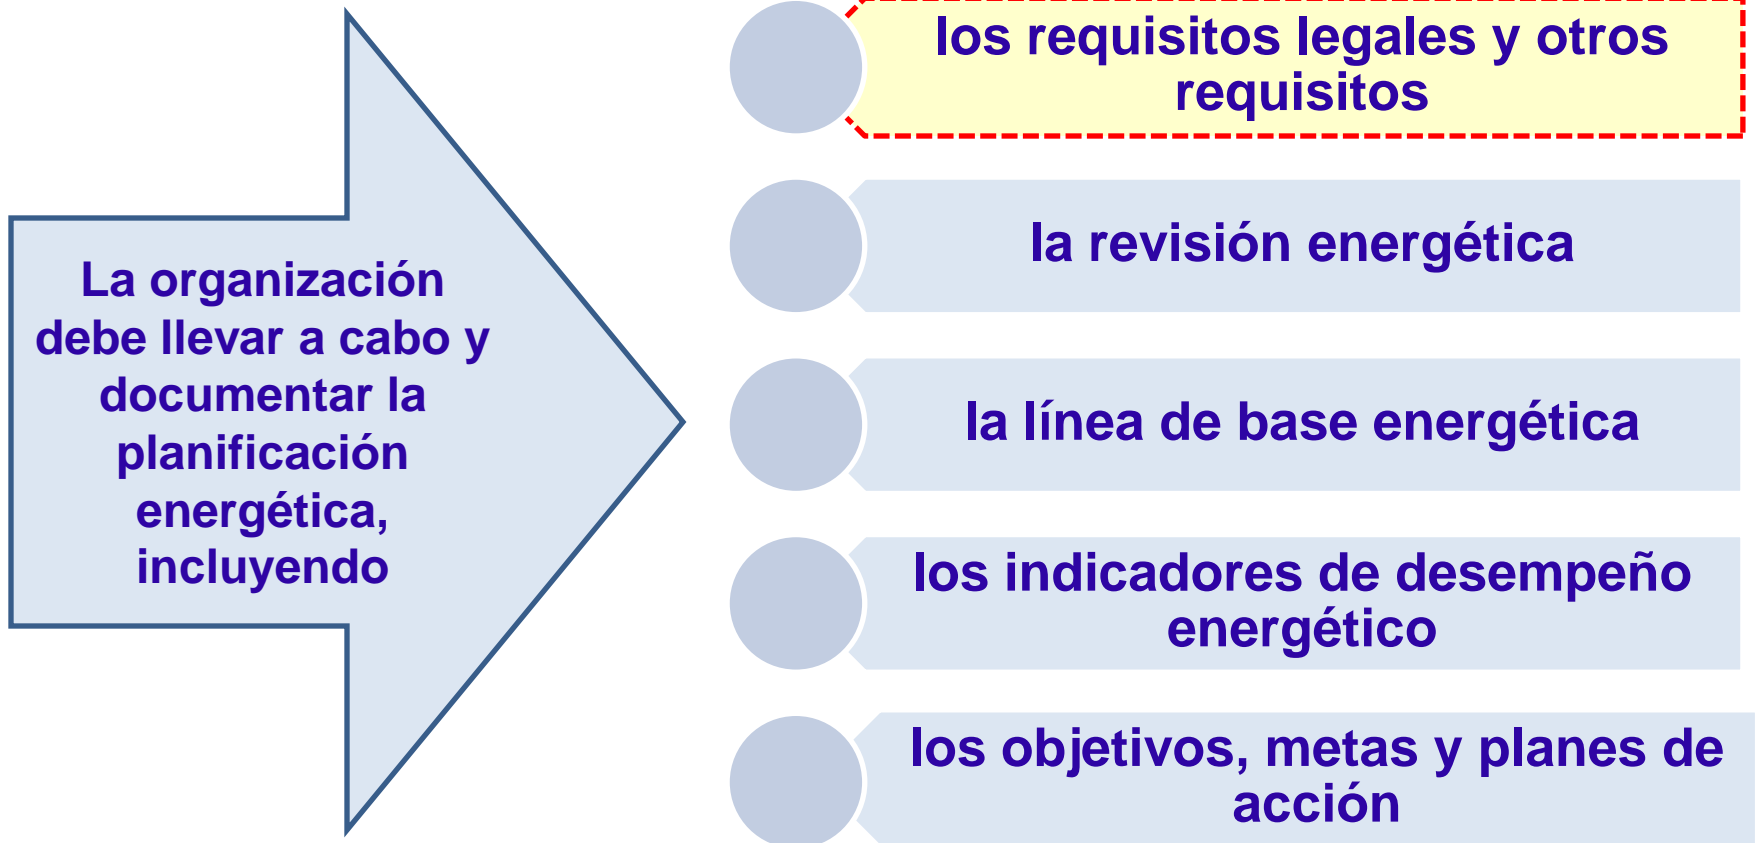 La organización
debe llevar a cabo y
documentar la
planificación
energética,
incluyendo
los requisitos legales y otros
requisitos
la revisión energética
la línea de base energética
los indicadores de desempeño
energético
los objetivos, metas y planes de
acción